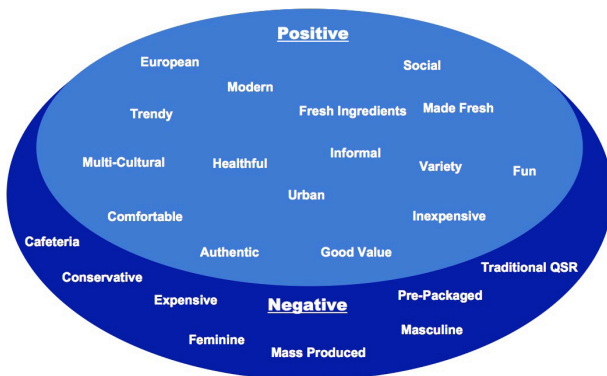 Positive
European
Social
Modern
Trendy
Fresh Ingredients
Made Fresh
Multi-Cultural
Healthful
Informal
Variety
Fun
Urban
Comfortable
Inexpensive
Cafeteria
Authentic
Good Value
Conservative
Traditional QSR
Expensive
Negative
Pre-Packaged
Feminine
Masculine
Mass Produced